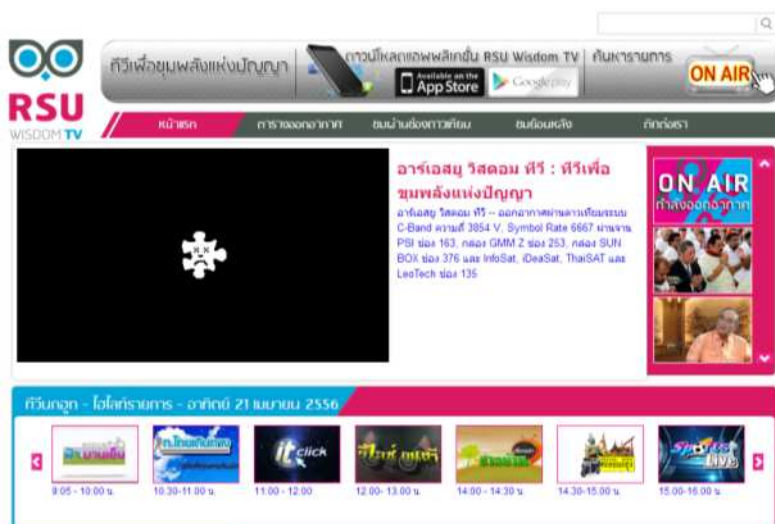 ทีวีเพื่อขุมพลังแห่งปัญญา
ดาวน์โหลดแอพพลิเคชั่น RSU Wisdom TV
ค้นหารายการ
Available on the
App Store
Google play
ON AIR
RSU
WISDOM TV
หน้าแรก
ตารางออกอากาศ
ชมผ่านช่องดาวเทียม
ชมย้อนหลัง
ติดต่อเรา
อาร์เอสยู วิสดอม ทีวี : ทีวีเพื่อ
ขุมพลังแห่งปัญญา
อาร์เอสยู วิสดอม ทีวี -- ออกอากาศผ่านดาวเทียมระบบ
C-Band ความถี่ 3854 V, Symbol Rate 6667 ผ่านจาน
PSI ช่อง 163, กล่อง GMM Z ช่อง 253, กล่อง SUN
BOX ช่อง 376 และ InfoSat, iDeaSat, ThaiSAT และ
LeoTech ช่อง 135
ON AIR
กำลังออกอากาศ
ทีวีนกฮูก - ไฮไลท์รายการ - อาทิตย์ 21 เมษายน 2556
it click
Sports
Live
9.05 - 10.00 น.
10.30-11.00 น.
11.00 - 12.00
12.00- 13.00 น.
14.00 - 14.30 น
14.30-15.00 น.
15.00-16.00 น.